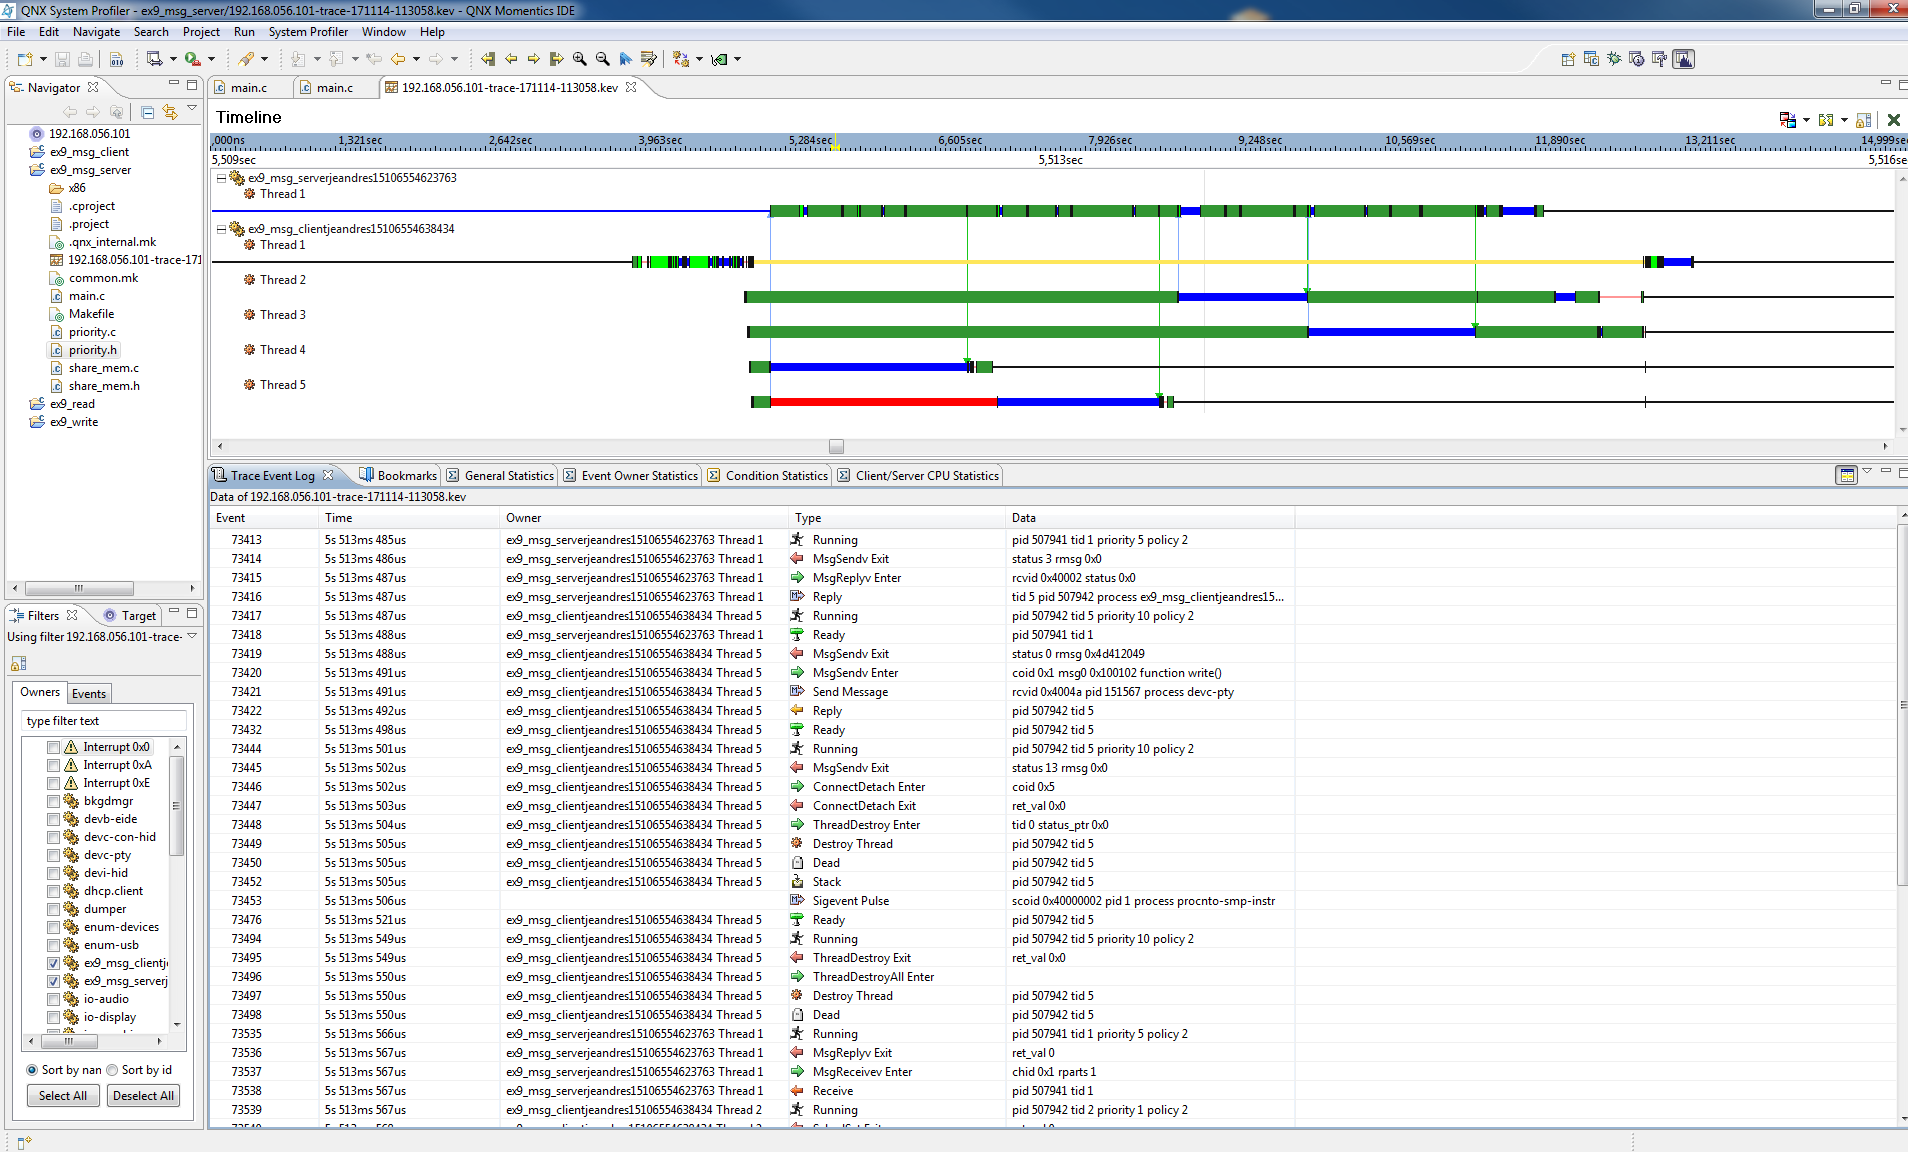 QNX System Profiler - ex9_msg_server/192.168.056.101-trace-171114-113058.kev - QNX Momentics IDE
File Edit Navigate Search Project Run System Profiler Window Help
Navigator
192.168.056.101
ex9_msg_client
ex9_msg_server
x86
.cproject
.project
.qnx_internal.mk
192.168.056.101-trace-171
common.mk
main.c
Makefile
priority.c
priority.h
share_mem.c
share_mem.h
ex9_read
ex9_write
Filters Target
Using filter 192.168.056.101-trace-
Owners Events
type filter text
Interrupt 0x0
Interrupt 0xA
Interrupt 0xE
bkgdmgr
devb-eide
devc-con-hid
devc-pty
devi-hid
dhcp.client
dumper
enum-devices
enum-usb
ex9_msg_clientj
ex9_msg_serverj
io-audio
io-display
Sort by nan Sort by id
Select All Deselect All
main.c main.c 192.168.056.101-trace-171114-113058.kev
Timeline
,000ns 1,321sec 2,642sec 3,963sec 5,284sec 6,605sec 7,926sec 9,248sec 10,569sec 11,890sec 13,211sec 14,999sec
5,509sec 5,513sec 5,516sec
ex9_msg_serverjeandres15106554623763
Thread 1
ex9_msg_clientjeandres15106554638434
Thread 1
Thread 2
Thread 3
Thread 4
Thread 5
Trace Event Log Bookmarks General Statistics Event Owner Statistics Condition Statistics Client/Server CPU Statistics
Data of 192.168.056.101-trace-171114-113058.kev
Event Time Owner Type Data
73413 5s 513ms 485us ex9_msg_serverjeandres15106554623763 Thread 1 Running pid 507941 tid 1 priority 5 policy 2
73414 5s 513ms 486us ex9_msg_serverjeandres15106554623763 Thread 1 MsgSendv Exit status 3 rmsg 0x0
73415 5s 513ms 487us ex9_msg_serverjeandres15106554623763 Thread 1 MsgReplyv Enter rcvid 0x40002 status 0x0
73416 5s 513ms 487us ex9_msg_serverjeandres15106554623763 Thread 1 Reply tid 5 pid 507942 process ex9_msg_clientjeandres15...
73417 5s 513ms 487us ex9_msg_clientjeandres15106554638434 Thread 5 Running pid 507942 tid 5 priority 10 policy 2
73418 5s 513ms 488us ex9_msg_serverjeandres15106554623763 Thread 1 Ready pid 507941 tid 1
73419 5s 513ms 488us ex9_msg_clientjeandres15106554638434 Thread 5 MsgSendv Exit status 0 rmsg 0x4d412049
73420 5s 513ms 491us ex9_msg_clientjeandres15106554638434 Thread 5 MsgSendv Enter coid 0x1 msg0 0x100102 function write()
73421 5s 513ms 491us ex9_msg_clientjeandres15106554638434 Thread 5 Send Message rcvid 0x4004a pid 151567 process devc-pty
73422 5s 513ms 492us ex9_msg_clientjeandres15106554638434 Thread 5 Reply pid 507942 tid 5
73432 5s 513ms 498us ex9_msg_clientjeandres15106554638434 Thread 5 Ready pid 507942 tid 5
73444 5s 513ms 501us ex9_msg_clientjeandres15106554638434 Thread 5 Running pid 507942 tid 5 priority 10 policy 2
73445 5s 513ms 502us ex9_msg_clientjeandres15106554638434 Thread 5 MsgSendv Exit status 13 rmsg 0x0
73446 5s 513ms 502us ex9_msg_clientjeandres15106554638434 Thread 5 ConnectDetach Enter coid 0x5
73447 5s 513ms 503us ex9_msg_clientjeandres15106554638434 Thread 5 ConnectDetach Exit ret_val 0x0
73448 5s 513ms 504us ex9_msg_clientjeandres15106554638434 Thread 5 ThreadDestroy Enter tid 0 status_ptr 0x0
73449 5s 513ms 505us ex9_msg_clientjeandres15106554638434 Thread 5 Destroy Thread pid 507942 tid 5
73450 5s 513ms 505us ex9_msg_clientjeandres15106554638434 Thread 5 Dead pid 507942 tid 5
73452 5s 513ms 505us ex9_msg_clientjeandres15106554638434 Thread 5 Stack pid 507942 tid 5
73453 5s 513ms 506us Sigevent Pulse scoid 0x40000002 pid 1 process procnto-smp-instr
73476 5s 513ms 521us ex9_msg_clientjeandres15106554638434 Thread 5 Ready pid 507942 tid 5
73494 5s 513ms 549us ex9_msg_clientjeandres15106554638434 Thread 5 Running pid 507942 tid 5 priority 10 policy 2
73495 5s 513ms 549us ex9_msg_clientjeandres15106554638434 Thread 5 ThreadDestroy Exit ret_val 0x0
73496 5s 513ms 550us ex9_msg_clientjeandres15106554638434 Thread 5 ThreadDestroyAll Enter
73497 5s 513ms 550us ex9_msg_clientjeandres15106554638434 Thread 5 Destroy Thread pid 507942 tid 5
73498 5s 513ms 550us ex9_msg_clientjeandres15106554638434 Thread 5 Dead pid 507942 tid 5
73535 5s 513ms 566us ex9_msg_serverjeandres15106554623763 Thread 1 Running pid 507941 tid 1 priority 5 policy 2
73536 5s 513ms 567us ex9_msg_serverjeandres15106554623763 Thread 1 MsgReplyv Exit ret_val 0
73537 5s 513ms 567us ex9_msg_serverjeandres15106554623763 Thread 1 MsgReceivev Enter chid 0x1 rparts 1
73538 5s 513ms 567us ex9_msg_serverjeandres15106554623763 Thread 1 Receive pid 507941 tid 1
73539 5s 513ms 567us ex9_msg_clientjeandres15106554638434 Thread 2 Running pid 507942 tid 2 priority 1 policy 2